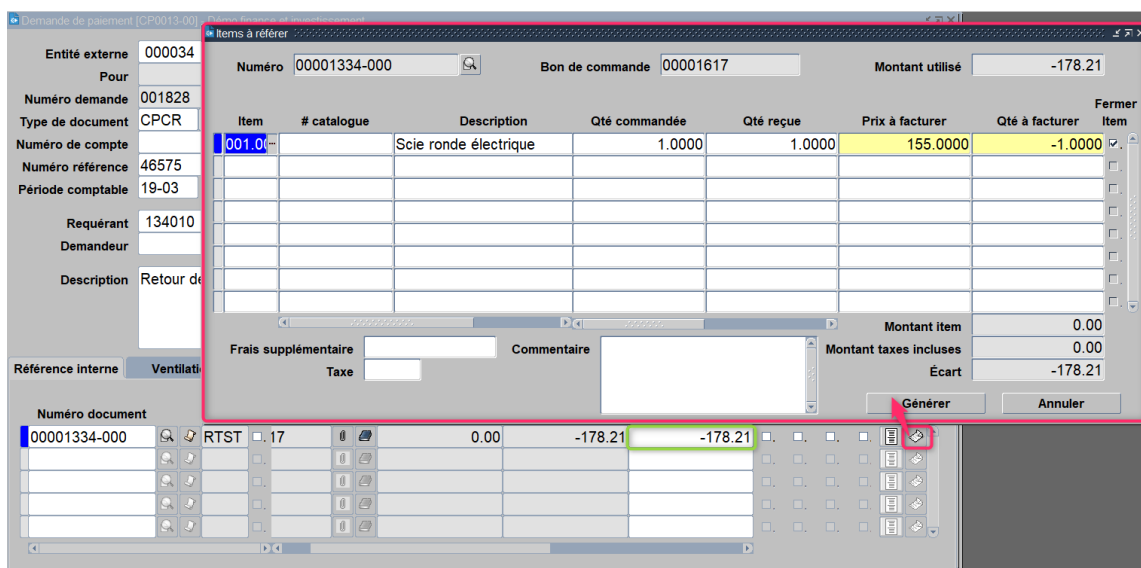 Demande de paiement [CP0013-00] - Démo finance et investissement
Items à référer
Entité externe 000034
Pour
Numéro demande 001828
Type de document CPCR
Numéro de compte
Numéro référence 46575
Période comptable 19-03
Requérant 134010
Demandeur
Description Retour de
Numéro 00001334-000 Bon de commande 00001617 Montant utilisé -178.21
Item # catalogue Description Qté commandée Qté reçue Prix à facturer Qté à facturer Fermer Item
001.00 Scie ronde électrique 1.0000 1.0000 155.0000 -1.0000
Montant item 0.00
Frais supplémentaire Commentaire Montant taxes incluses 0.00
Taxe Écart -178.21
Générer Annuler
Référence interne Ventilati
Numéro document
00001334-000 RTST 17 0.00 -178.21 -178.21